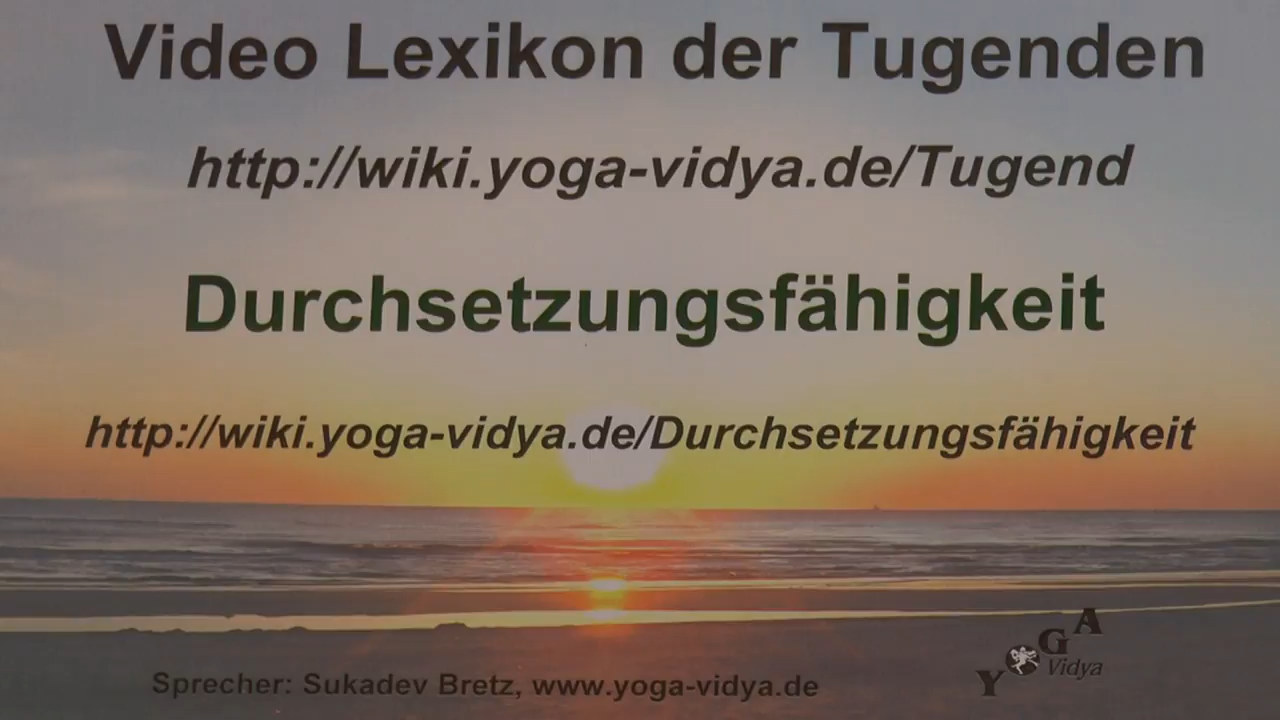 Video Lexikon der Tugenden
http://wiki.yoga-vidya.de/Tugend
Durchsetzungsfähigkeit
http://wiki.yoga-vidya.de/Durchsetzungsfähigkeit
Sprecher: Sukadev Bretz, www.yoga-vidya.de
YOGA
Vidya